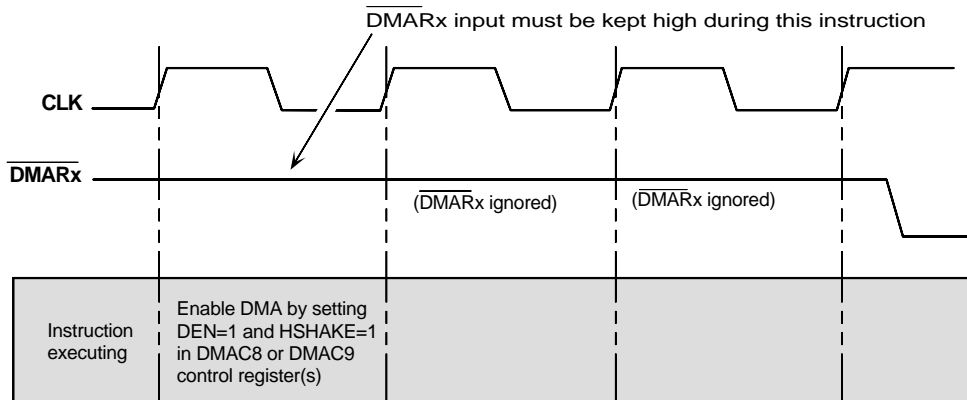 DMARx input must be kept high during this instruction
CLK
DMARx
(DMARx ignored)
(DMARx ignored)
Instruction
executing
Enable DMA by setting
DEN=1 and HSHAKE=1
in DMAC8 or DMAC9
control register(s)